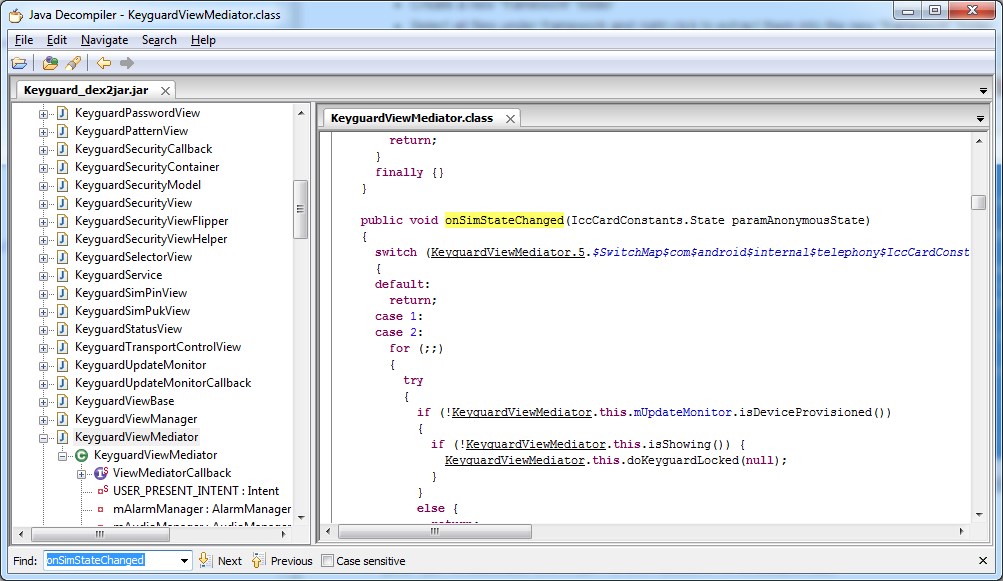 Java Decompiler - KeyguardViewMediator.class
File Edit Navigate Search Help
Keyguard_dex2jar.jar
KeyguardPasswordView
KeyguardPatternView
KeyguardSecurityCallback
KeyguardSecurityContainer
KeyguardSecurityModel
KeyguardSecurityView
KeyguardSecurityViewFlipper
KeyguardSecurityViewHelper
KeyguardSelectorView
KeyguardService
KeyguardSimPinView
KeyguardSimPukView
KeyguardStatusView
KeyguardTransportControlView
KeyguardUpdateMonitor
KeyguardUpdateMonitorCallback
KeyguardViewBase
KeyguardViewManager
KeyguardViewMediator
KeyguardViewMediator
ViewMediatorCallback
USER_PRESENT_INTENT : Intent
mAlarmManager : AlarmManager
mAudioManager : AudioManager
KeyguardViewMediator.class
return;
}
finally {}
}
public void onSimStateChanged(IccCardConstants.State paramAnonymousState)
{
switch (KeyguardViewMediator.5.$SwitchMap$com$android$internal$telephony$IccCardConst
{
default:
return;
case 1:
case 2:
for (;;)
{
try
{
if (!KeyguardViewMediator.this.mUpdateMonitor.isDeviceProvisioned())
{
if (!KeyguardViewMediator.this.isShowing()) {
KeyguardViewMediator.this.doKeyguardLocked(null);
}
}
else {
return;
Find: onSimStateChanged Next Previous Case sensitive